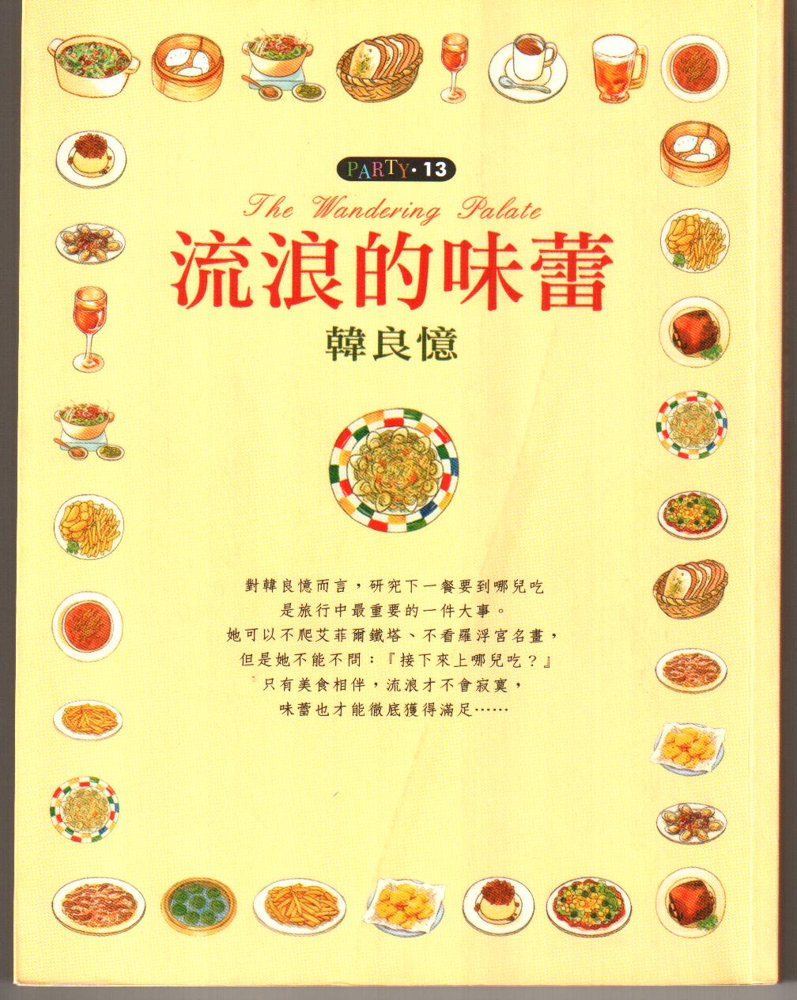 PARTY·13
The Wandering Palate
流浪的味蕾
韓良憶
對韓良憶而言，研究下一餐要到哪兒吃
是旅行中最重要的一件大事。
她可以不爬艾菲爾鐵塔、不看羅浮宮名畫，
但是她不能不問：『接下來上哪兒吃？』
只有美食相伴，流浪才不會寂寞，
味蕾也才能徹底獲得滿足……